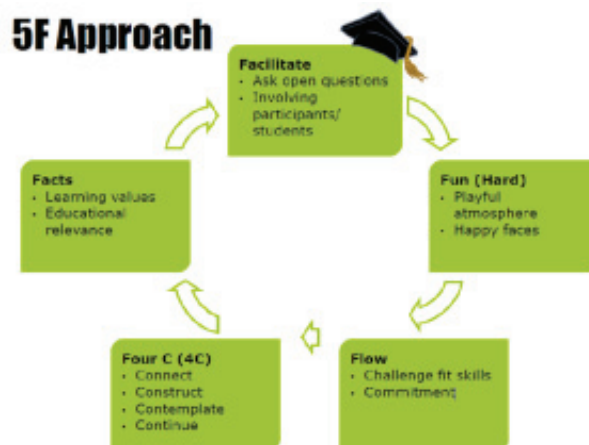 5F Approach
Facilitate
• Ask open questions
• Involving
participants/
students
Fun (Hard)
• Playful
atmosphere
• Happy faces
Flow
• Challenge fit skills
• Commitment
Four C (4C)
• Connect
• Construct
• Contemplate
• Continue
Facts
• Learning values
• Educational
relevance